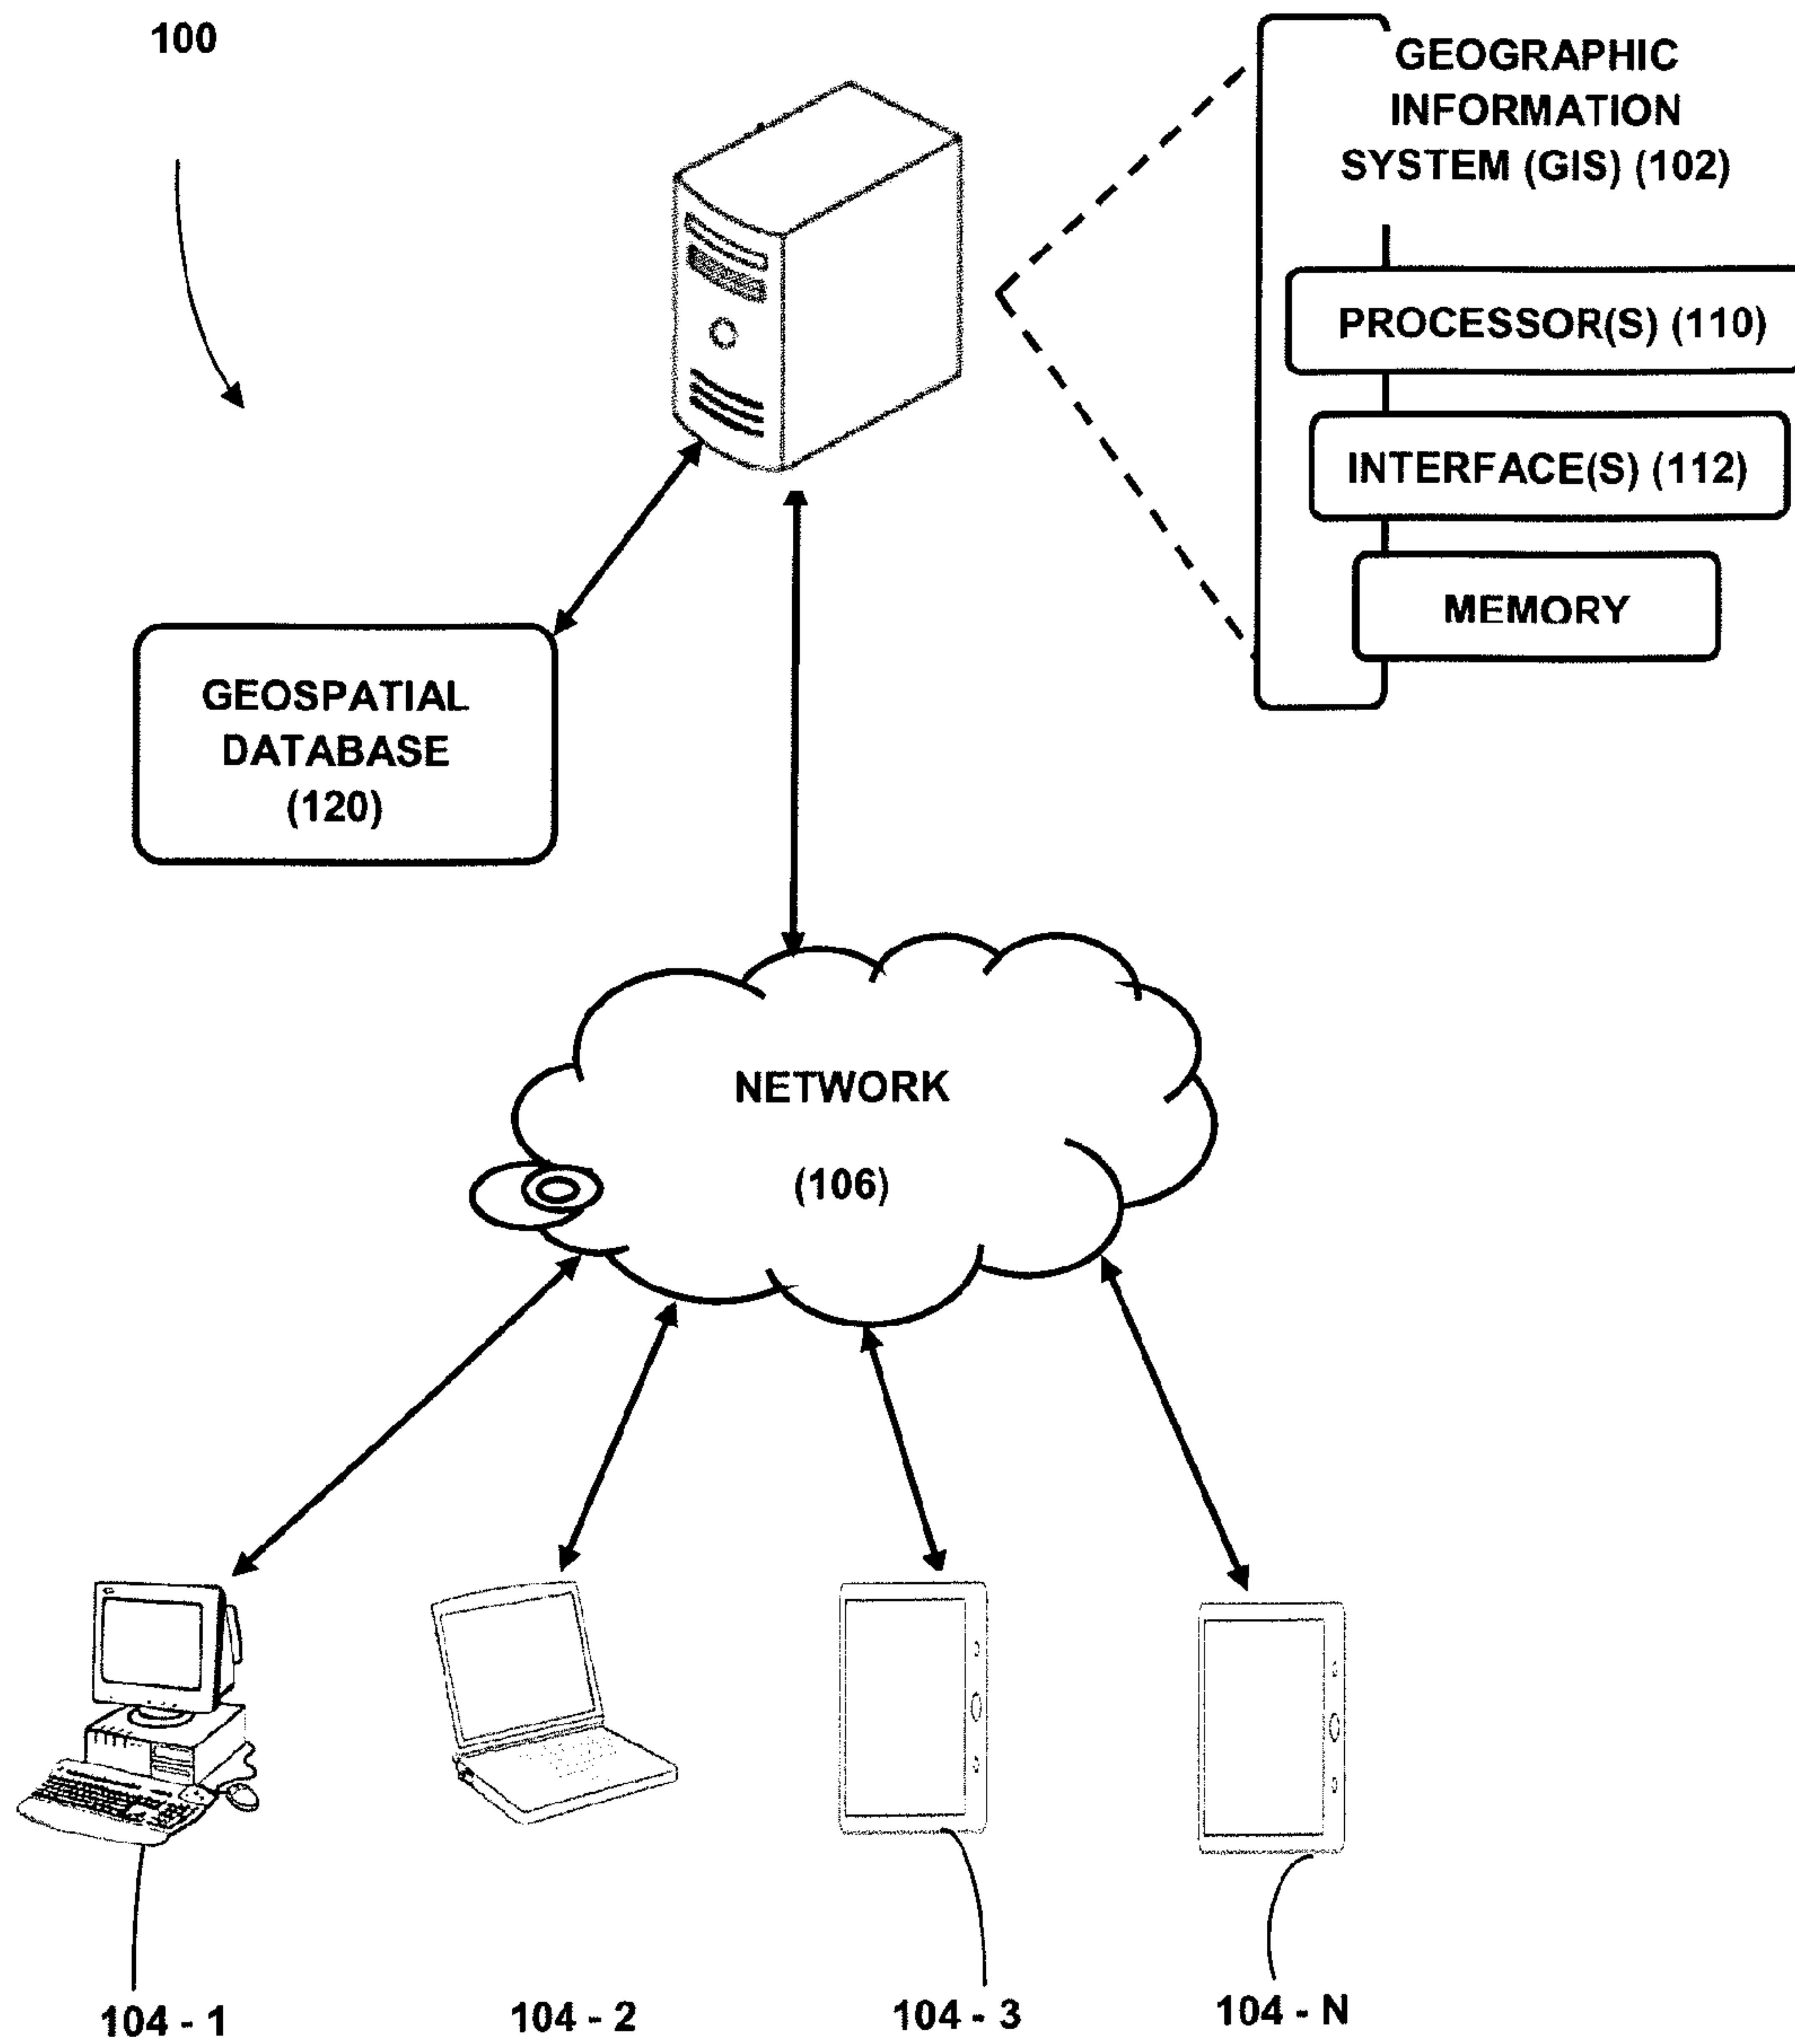 100
GEOGRAPHIC
INFORMATION
SYSTEM (GIS) (102)
PROCESSOR(S) (110)
INTERFACE(S) (112)
MEMORY
GEOSPATIAL
DATABASE
(120)
NETWORK
(106)
104 - 1
104 - 2
104 - 3
104 - N